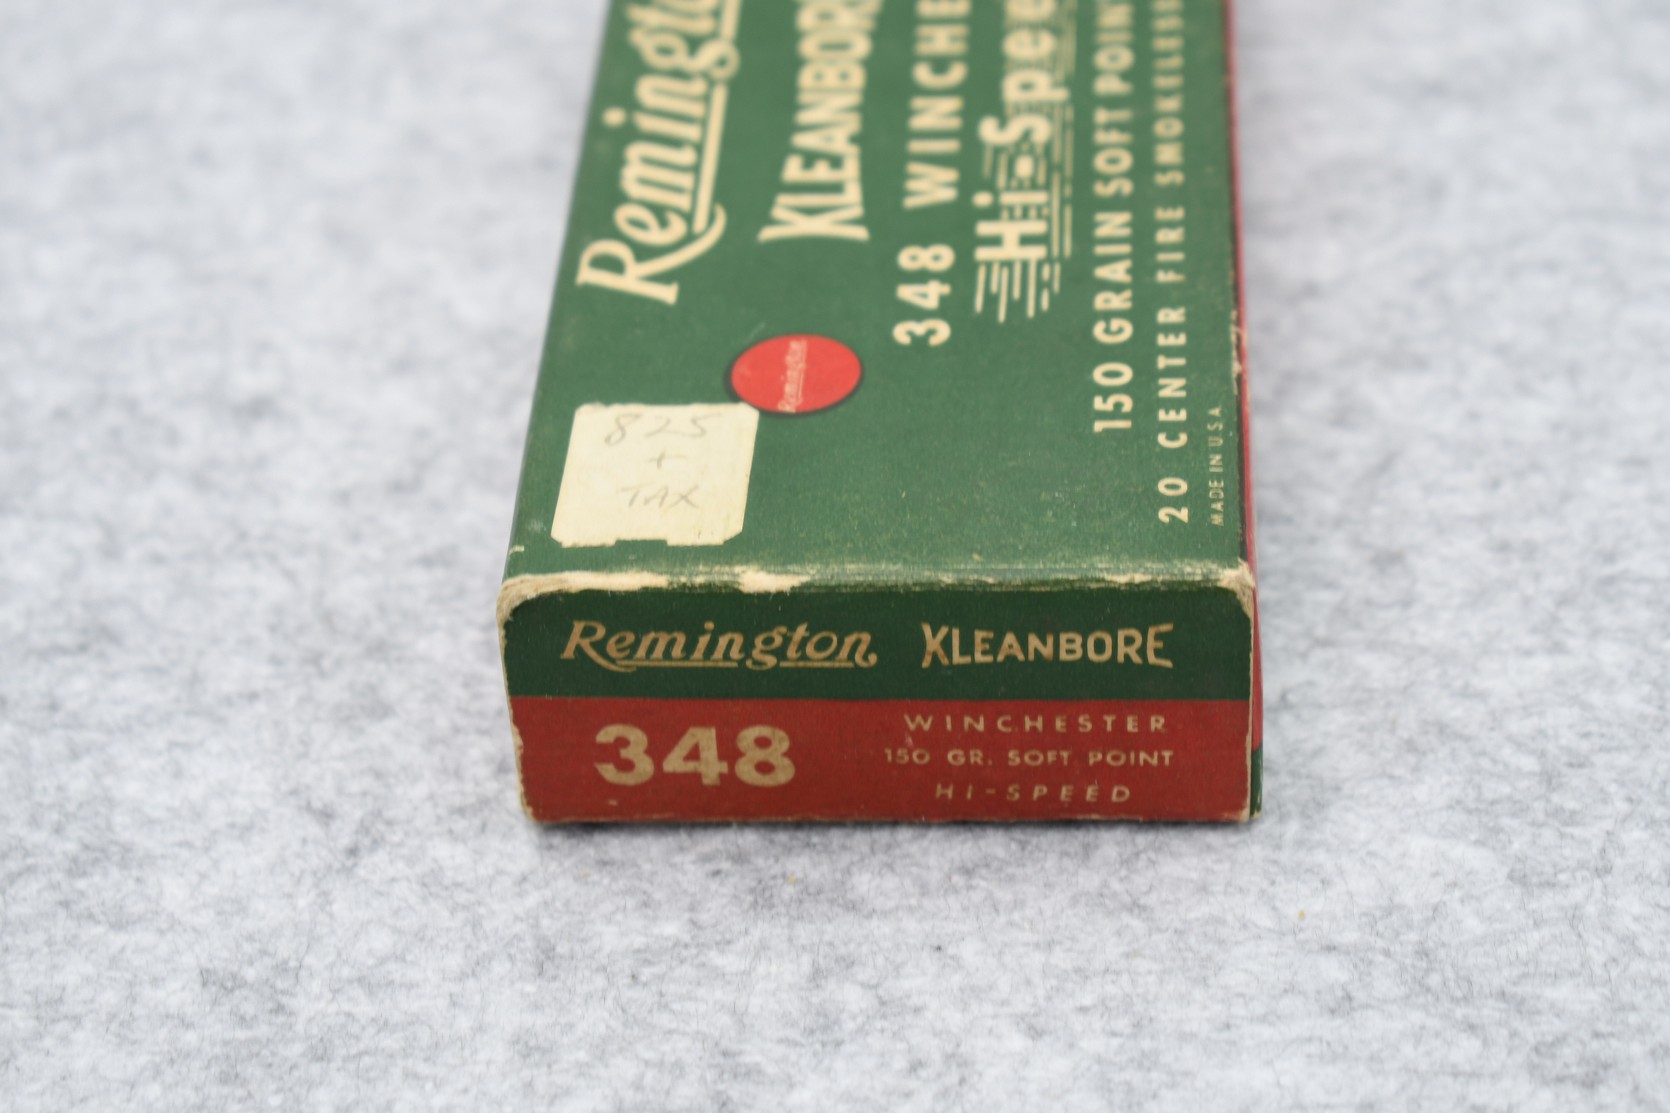 Remington
KLEANBORE
348 WINCHE
Hi-Spee
150 GRAIN SOFT POINT
20 CENTER FIRE SMOKELESS
MADE IN U.S.A.
Remington
825
+
TAX
Remington KLEANBORE
348
WINCHESTER
150 GR. SOFT POINT
HI-SPEED